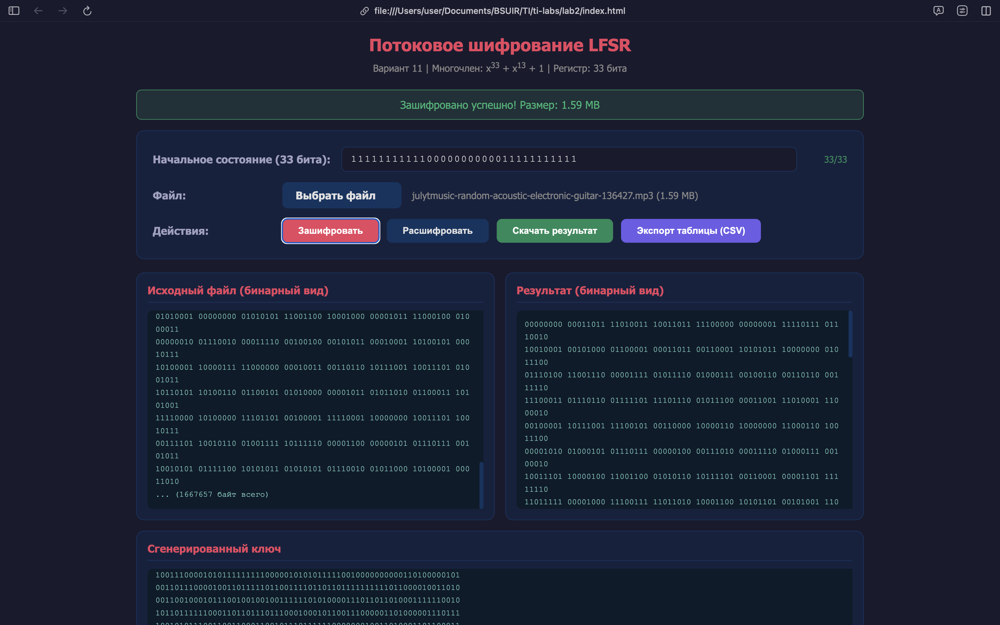 file:///Users/user/Documents/BSUIR/TI/ti-labs/lab2/index.html
Потоковое шифрование LFSR
Вариант 11 | Многочлен: x³³ + x¹³ + 1 | Регистр: 33 бита
Зашифровано успешно! Размер: 1.59 MB
Начальное состояние (33 бита):
111111111110000000000011111111111
33/33
Файл:
Выбрать файл
julytmusic-random-acoustic-electronic-guitar-136427.mp3 (1.59 MB)
Действия:
Зашифровать
Расшифровать
Скачать результат
Экспорт таблицы (CSV)
Исходный файл (бинарный вид)
01010001 00000000 01010101 11001100 10001000 00001011 11000100 010
00011
00000010 01110010 00011110 00100100 00101011 00010001 10100101 000
10111
10100001 10000111 11000000 00010011 00110110 10111001 10011101 010
01011
10110101 10100110 01100101 01010000 00001011 01011010 01100011 101
01001
11110000 10100000 11101101 00100001 11110001 10000000 10011101 100
10111
00111101 10010110 01001111 10111110 00001100 00000101 01110111 001
01011
10010101 01111100 10101011 01010101 01110010 01011000 10100001 000
11010
... (1667657 байт всего)
Результат (бинарный вид)
00000000 00011011 11010011 10011011 11100000 00000001 11110111 011
10010
10010001 00101000 01100001 00011011 00110001 10101011 10000000 010
11100
01110100 11001110 00001111 01011110 01000111 00100110 00110110 001
11110
11100011 01110110 01111101 11101110 01011100 00011001 11010001 110
00010
00100001 10111001 11100101 00110000 10000110 10000000 11000110 100
11100
00001010 01000101 01110111 00000100 00111010 00011110 01000111 001
00010
10011101 10000100 11001100 01010110 10111101 00110001 00001101 111
11110
11011111 00001000 11100111 11011010 10001100 10101101 00101001 110
Сгенерированный ключ